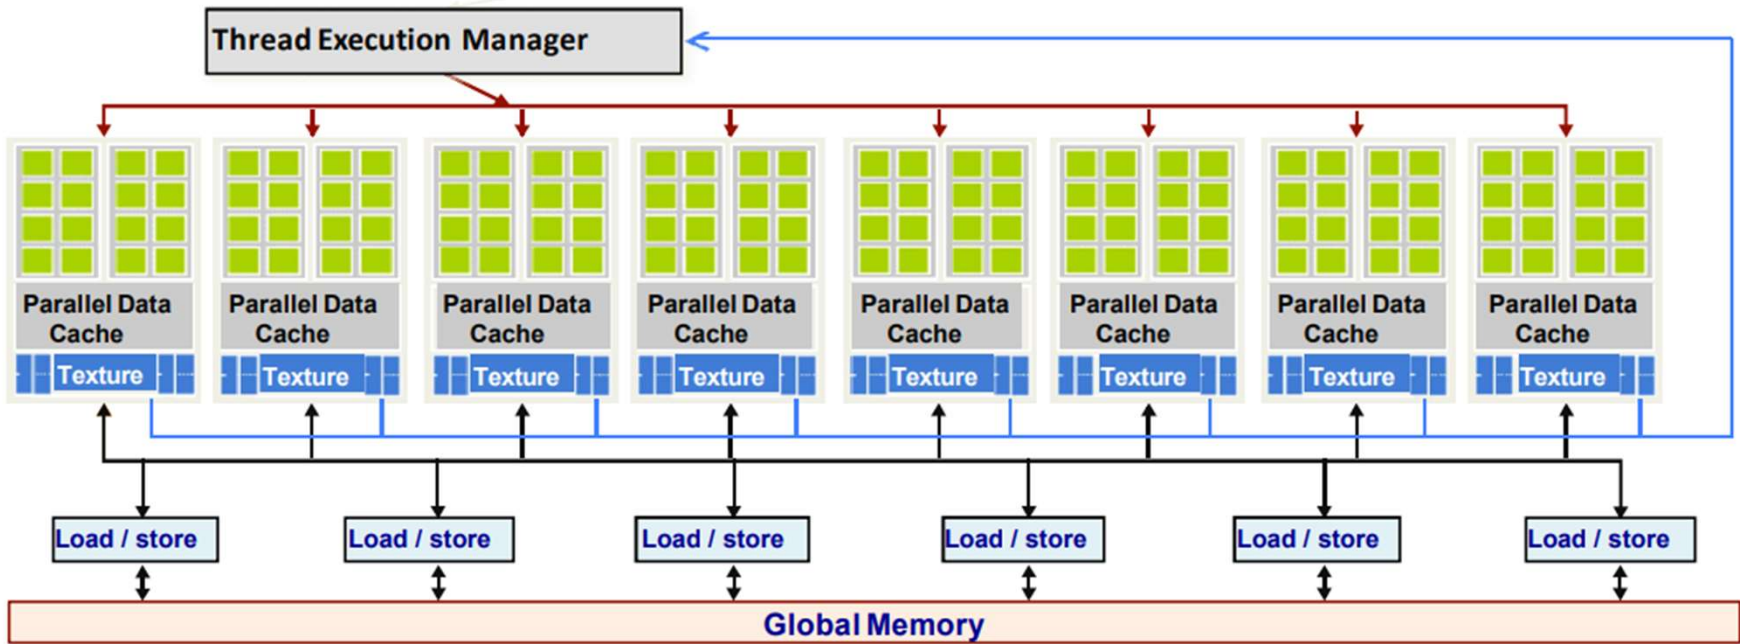 Thread Execution Manager
Parallel Data
Cache
Parallel Data
Cache
Parallel Data
Cache
Parallel Data
Cache
Parallel Data
Cache
Parallel Data
Cache
Parallel Data
Cache
Parallel Data
Cache
Texture
Texture
Texture
Texture
Texture
Texture
Texture
Texture
Load / store
Load / store
Load / store
Load / store
Load / store
Load / store
Global Memory